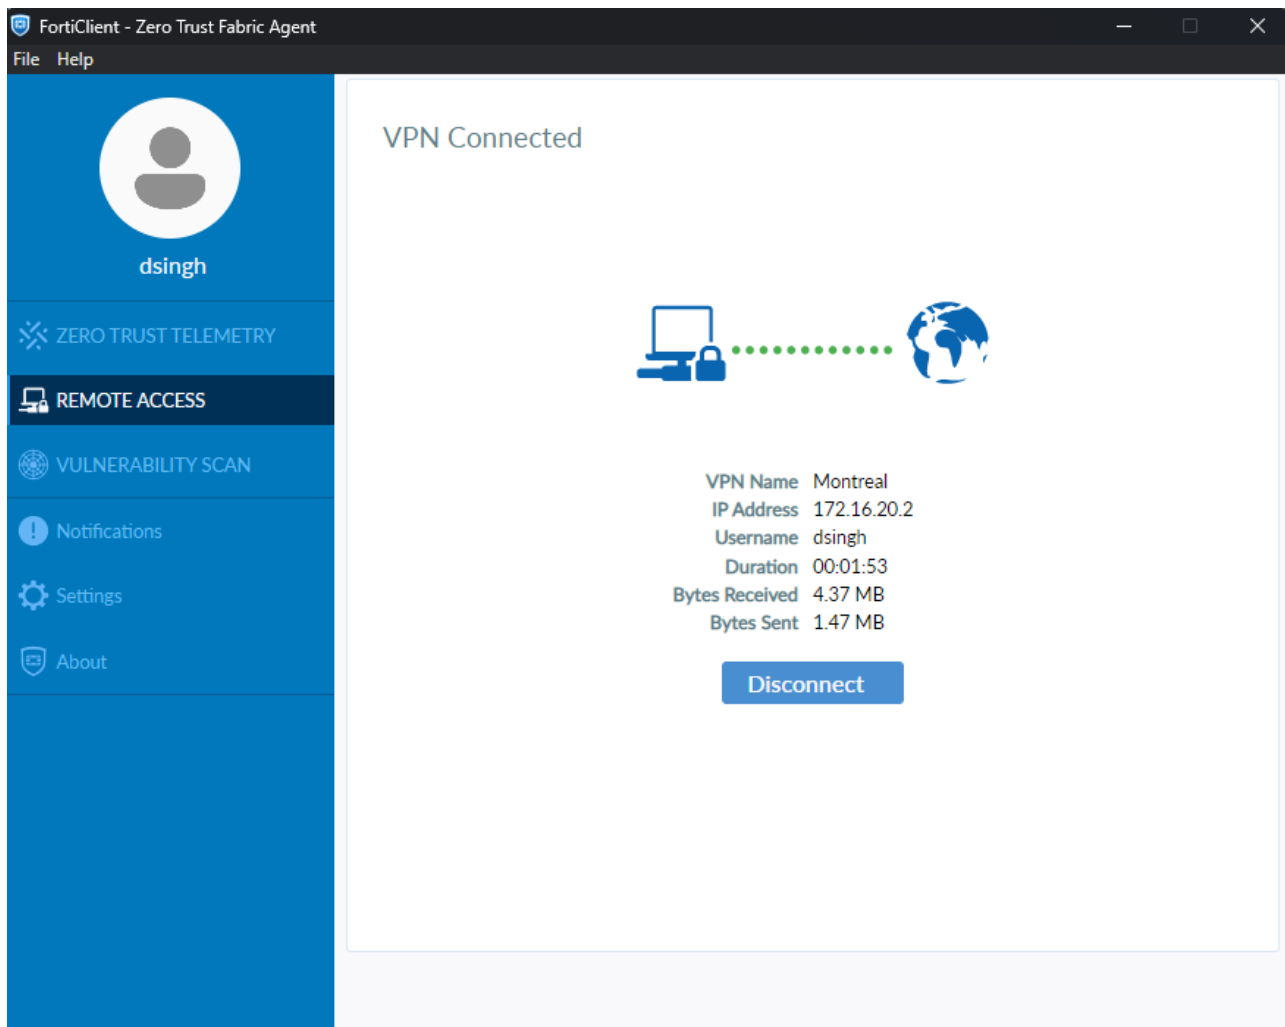 FortiClient - Zero Trust Fabric Agent
File Help
dsingh
ZERO TRUST TELEMETRY
REMOTE ACCESS
VULNERABILITY SCAN
Notifications
Settings
About
VPN Connected
VPN Name Montreal
IP Address 172.16.20.2
Username dsingh
Duration 00:01:53
Bytes Received 4.37 MB
Bytes Sent 1.47 MB
Disconnect